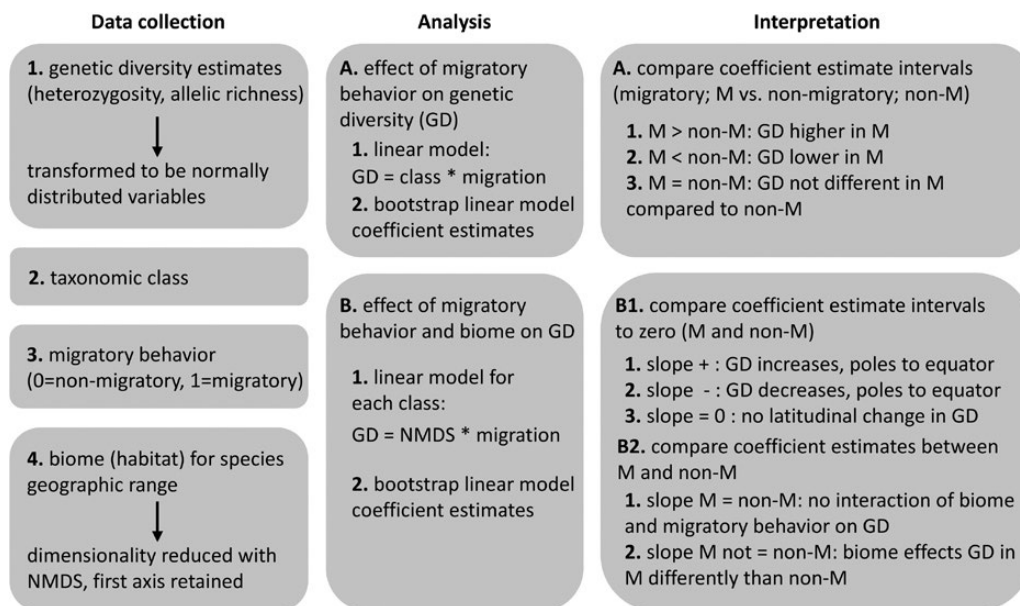 Data collection
1. genetic diversity estimates
(heterozygosity, allelic richness)
transformed to be normally
distributed variables
2. taxonomic class
3. migratory behavior
(0=non-migratory, 1=migratory)
4. biome (habitat) for species
geographic range
dimensionality reduced with
NMDS, first axis retained
Analysis
A. effect of migratory
behavior on genetic
diversity (GD)
1. linear model:
GD = class * migration
2. bootstrap linear model
coefficient estimates
B. effect of migratory
behavior and biome on GD
1. linear model for
each class:
GD = NMDS * migration
2. bootstrap linear model
coefficient estimates
Interpretation
A. compare coefficient estimate intervals
(migratory; M vs. non-migratory; non-M)
1. M > non-M: GD higher in M
2. M < non-M: GD lower in M
3. M = non-M: GD not different in M
compared to non-M
B1. compare coefficient estimate intervals
to zero (M and non-M)
1. slope + : GD increases, poles to equator
2. slope - : GD decreases, poles to equator
3. slope = 0 : no latitudinal change in GD
B2. compare coefficient estimates between
M and non-M
1. slope M = non-M: no interaction of biome
and migratory behavior on GD
2. slope M not = non-M: biome effects GD in
M differently than non-M